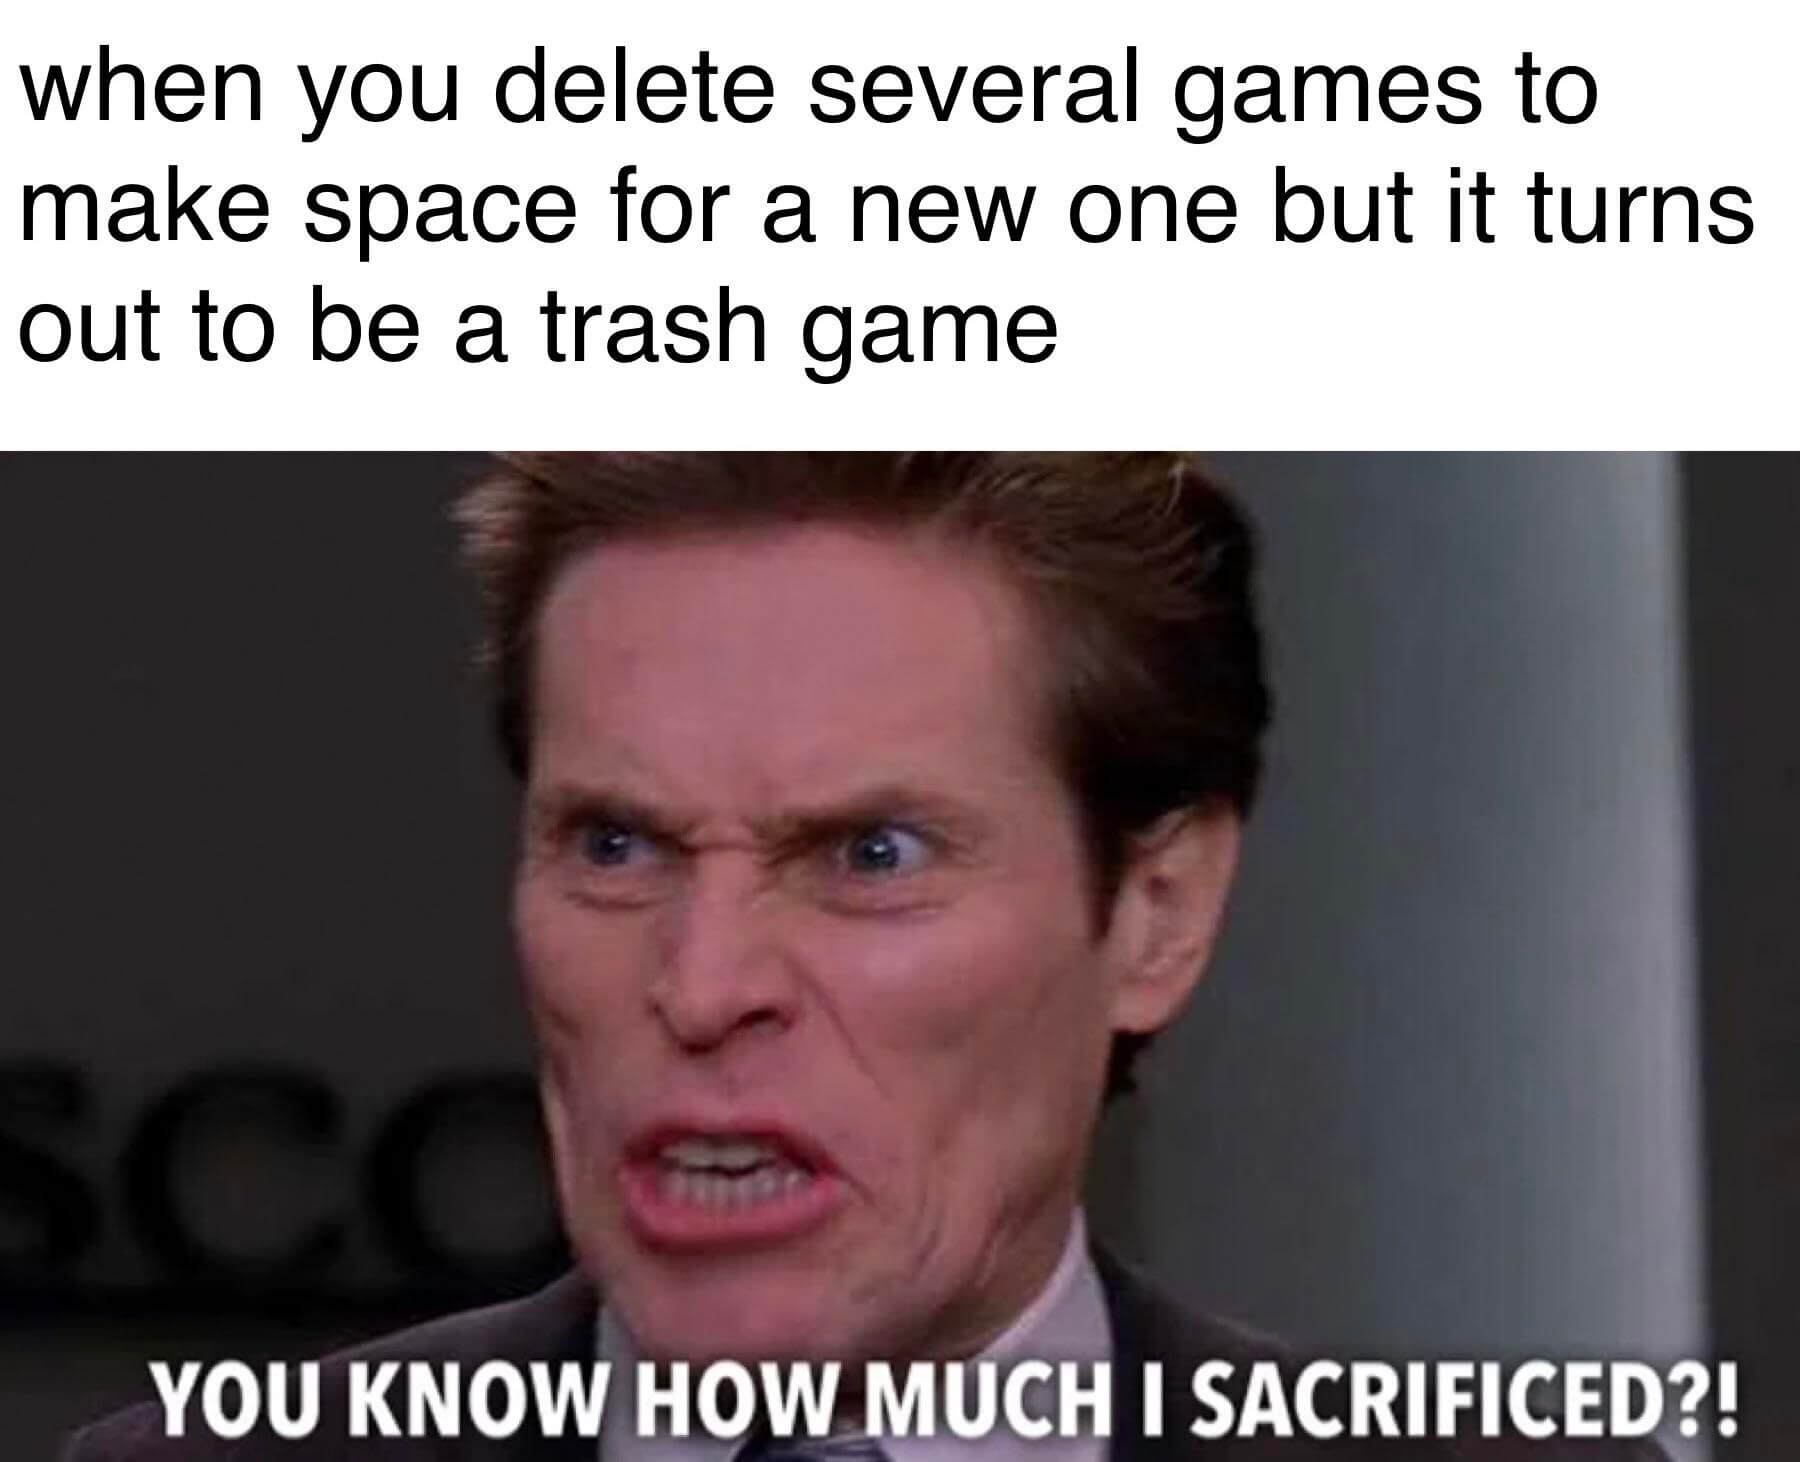 when you delete several games to
make space for a new one but it turns
out to be a trash game
SCO
YOU KNOW HOW MUCH I SACRIFICED?!